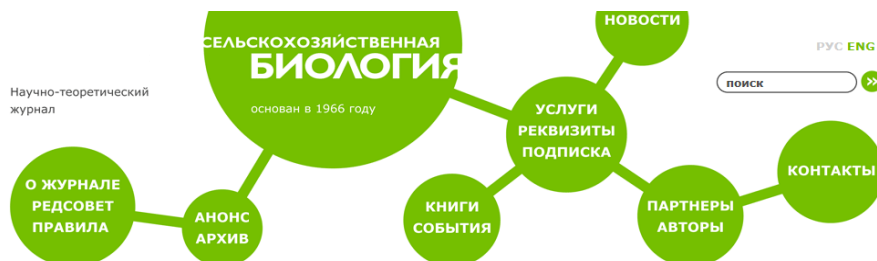 НОВОСТИ
СЕЛЬСКОХОЗЯЙСТВЕННАЯ
БИОЛОГИЯ
основан в 1966 году
РУС ENG
поиск
»
Научно-теоретический
журнал
УСЛУГИ
РЕКВИЗИТЫ
ПОДПИСКА
О ЖУРНАЛЕ
РЕДСОВЕТ
ПРАВИЛА
АНОНС
АРХИВ
КНИГИ
СОБЫТИЯ
ПАРТНЕРЫ
АВТОРЫ
КОНТАКТЫ